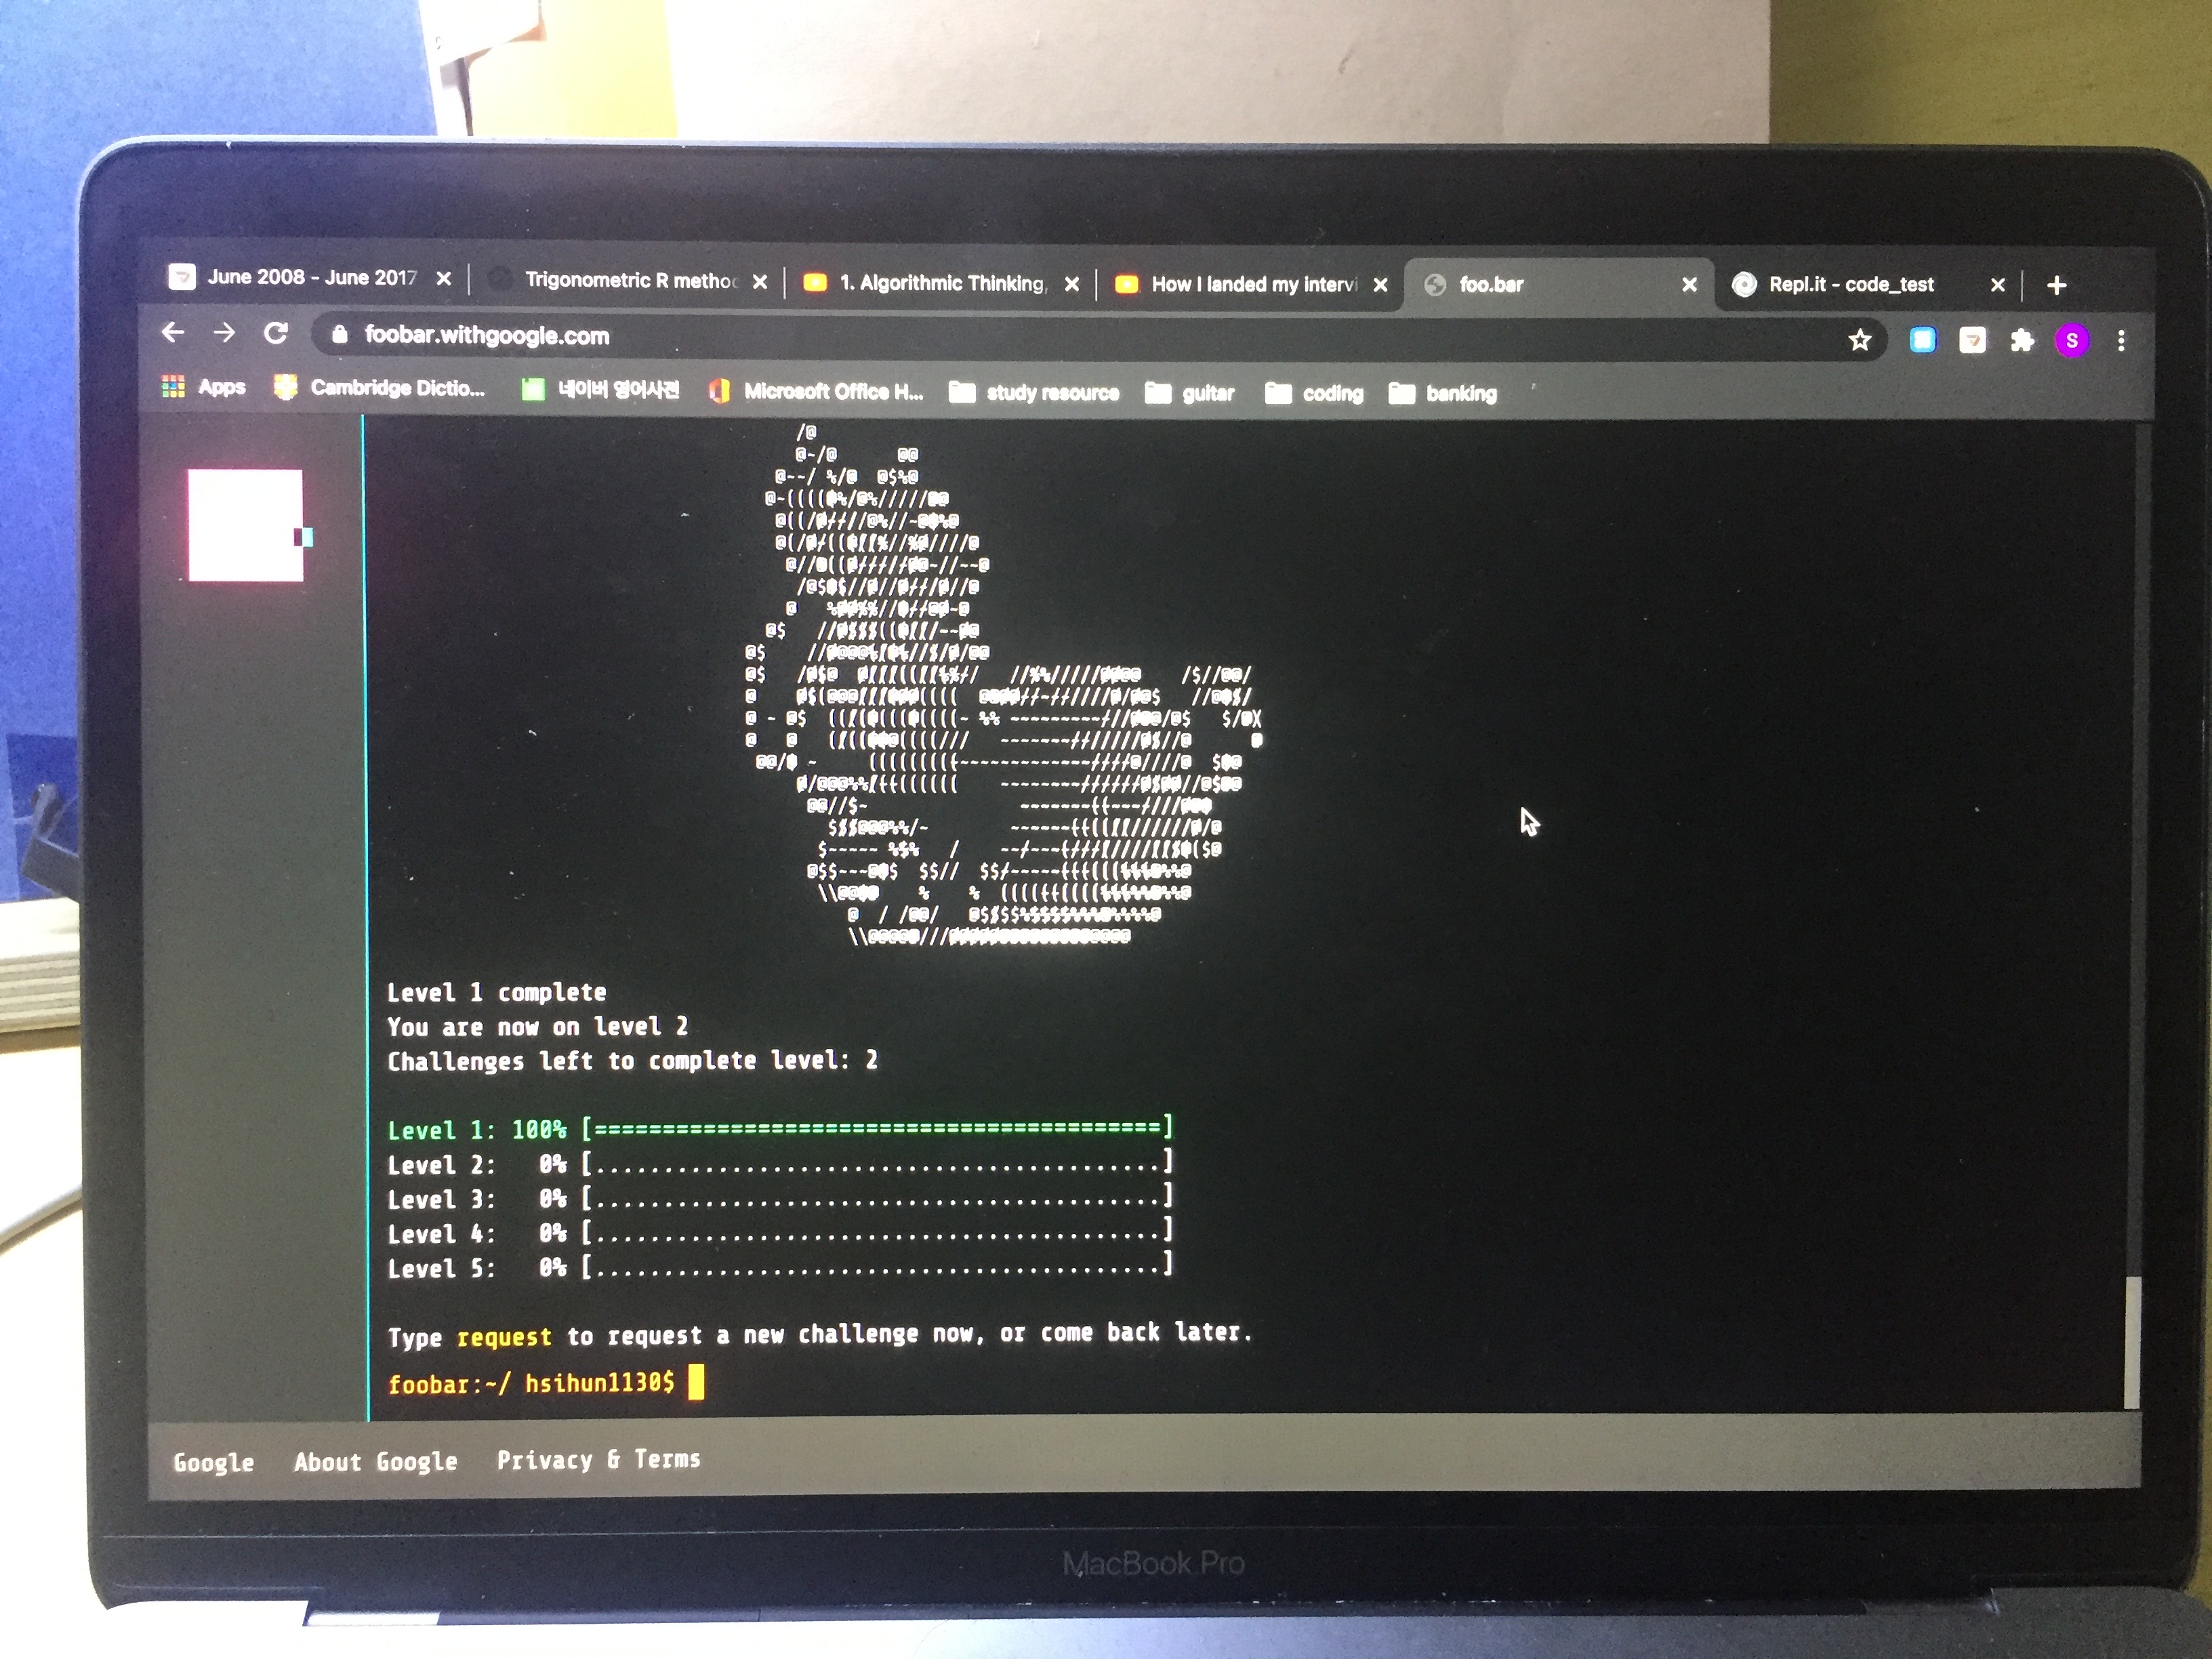 June 2008 - June 2017
Trigonometric R metho
1. Algorithmic Thinking,
How I landed my intervi
foo.bar
Repl.it - code_test
foobar.withgoogle.com
S
Apps
Cambridge Dictio...
네이버 영어사전
Microsoft Office H...
study resource
guitar
coding
banking
Level 1 complete
You are now on level 2
Challenges left to complete level: 2
Level 1: 100% [==========================================]
Level 2:   0% [..........................................]
Level 3:   0% [..........................................]
Level 4:   0% [..........................................]
Level 5:   0% [..........................................]
Type request to request a new challenge now, or come back later.
foobar:~/ hsihun1130$
Google About Google Privacy & Terms
MacBook Pro